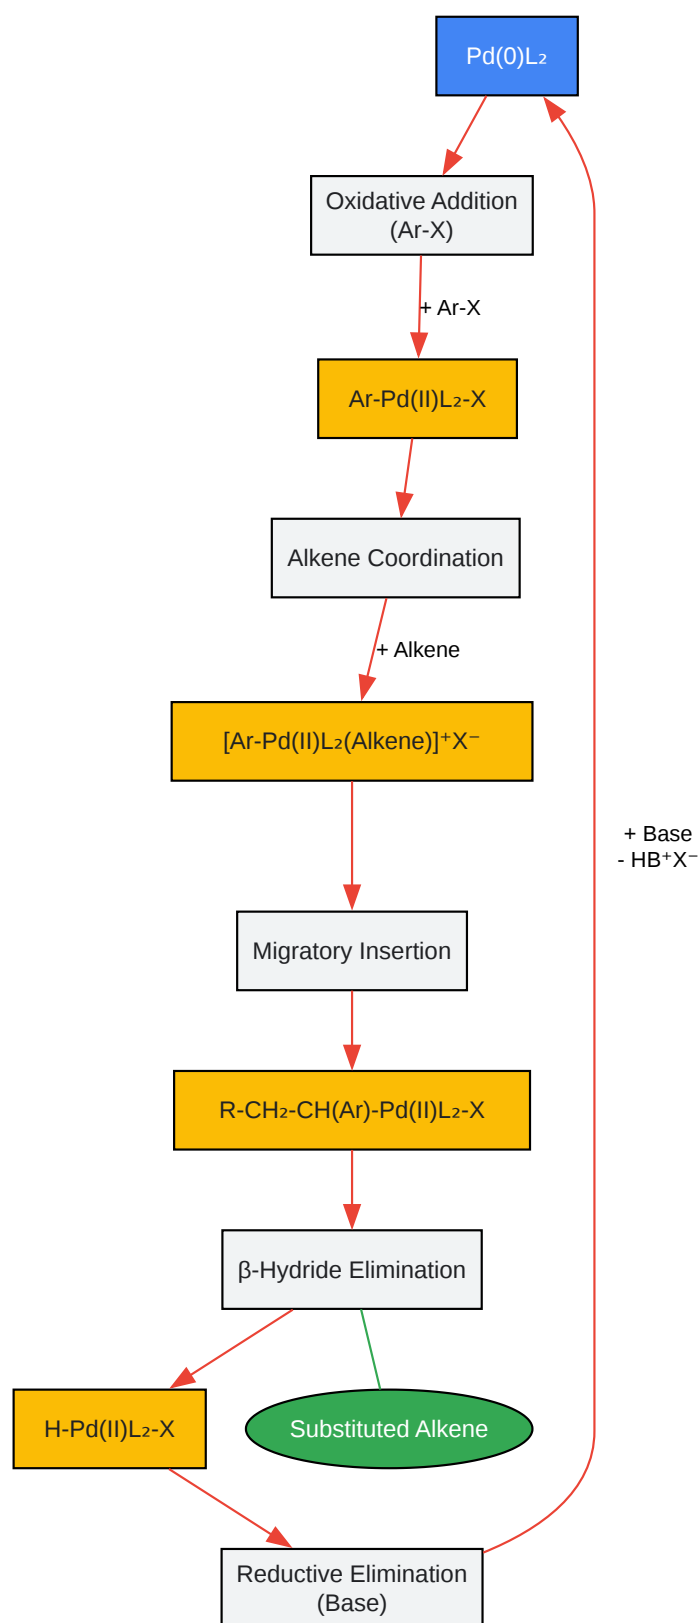 Pd(0)L₂
Oxidative Addition
(Ar-X)
+ Ar-X
Ar-Pd(II)L₂-X
Alkene Coordination
+ Alkene
[Ar-Pd(II)L₂(Alkene)]⁺X⁻
+ Base
- HB⁺X⁻
Migratory Insertion
R-CH₂-CH(Ar)-Pd(II)L₂-X
β-Hydride Elimination
H-Pd(II)L₂-X
Substituted Alkene
Reductive Elimination
(Base)